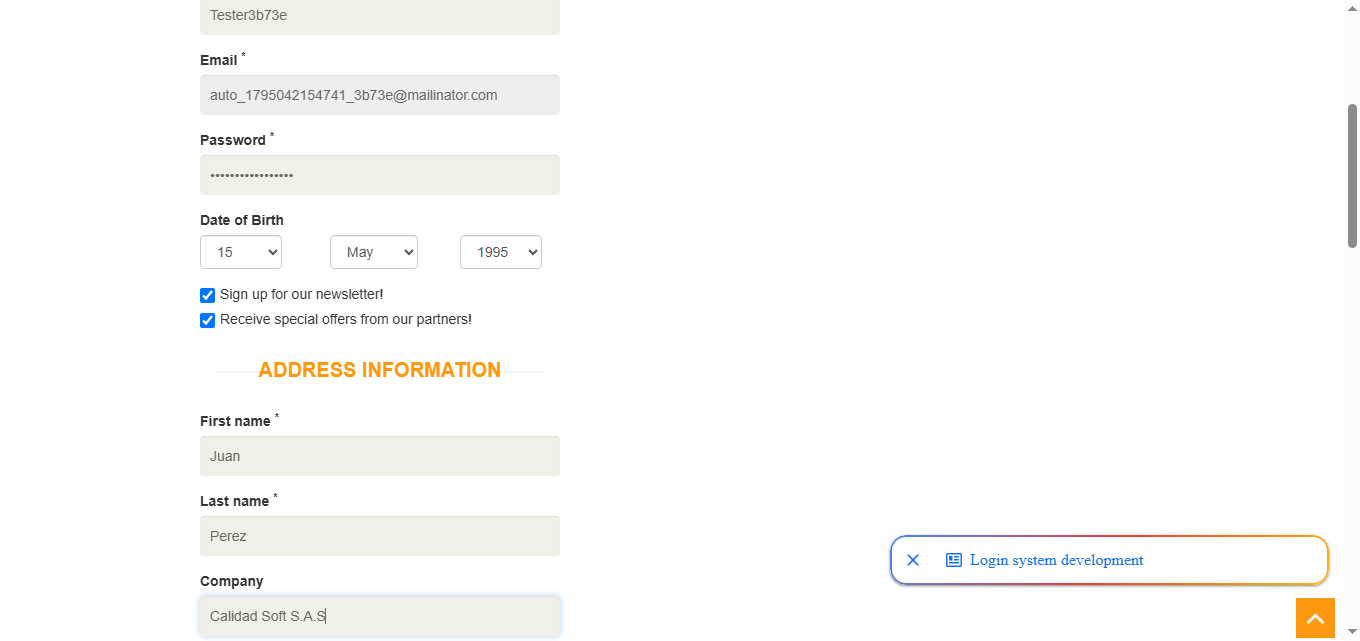 Tester3b73e
Email *
auto_1795042154741_3b73e@mailinator.com
Password *
•••••••••••••••••
Date of Birth
15 May 1995
Sign up for our newsletter!
Receive special offers from our partners!
ADDRESS INFORMATION
First name *
Juan
Last name *
Perez
Login system development
Company
Calidad Soft S.A.S